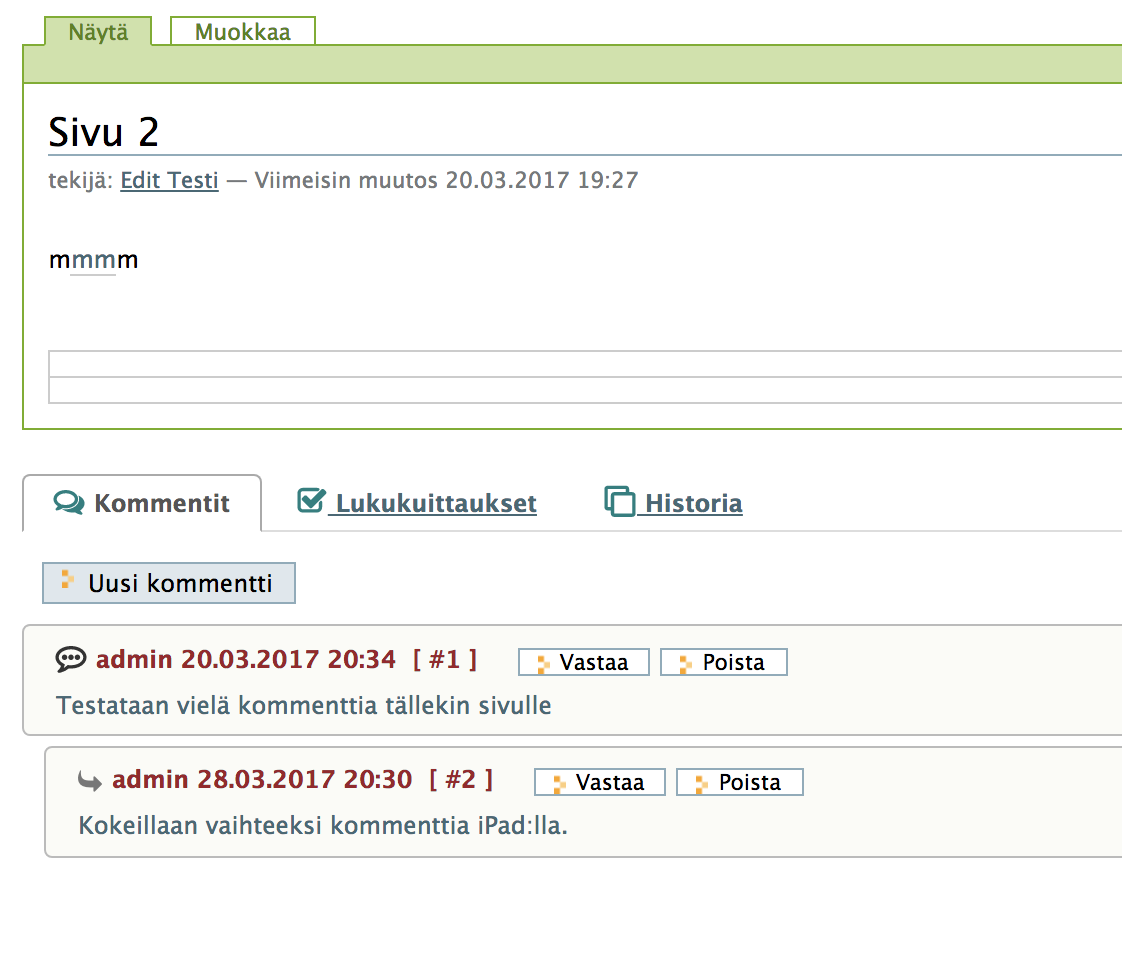 Näytä Muokkaa
Sivu 2
tekijä: Edit Testi — Viimeisin muutos 20.03.2017 19:27
mmmm
Kommentit Lukukuittaukset Historia
Uusi kommentti
admin 20.03.2017 20:34 [ #1 ] Vastaa Poista
Testataan vielä kommenttia tällekin sivulle
admin 28.03.2017 20:30 [ #2 ] Vastaa Poista
Kokeillaan vaihteeksi kommenttia iPad:lla.